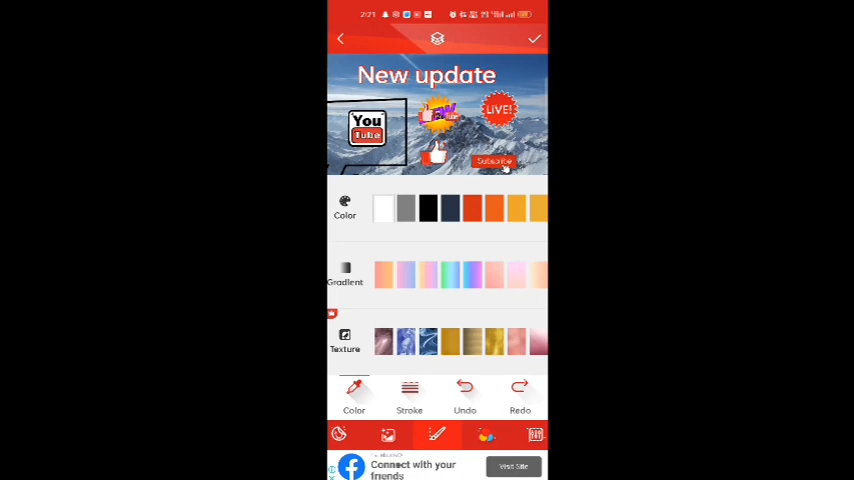 2:21
New update
You
Tube
LIVE!
Subscribe
Color
Gradient
Texture
Color
Stroke
Undo
Redo
Connect with your
friends
Visit Site